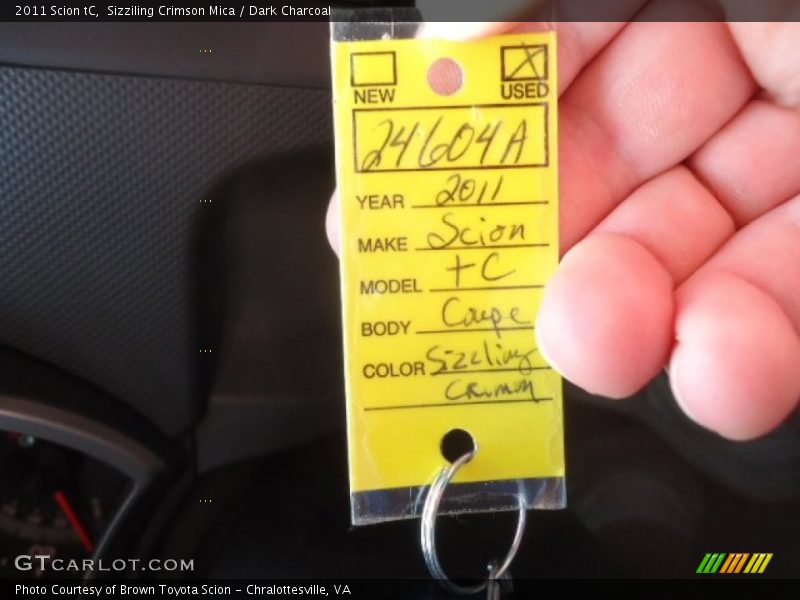 2011 Scion tC,  Sizziling Crimson Mica / Dark Charcoal
NEW USED
24604A
YEAR 2011
MAKE Scion
MODEL tC
BODY Coupe
COLOR Sizzling
Crimson
GTCARLOT.COM
Photo Courtesy of Brown Toyota Scion - Chralottesville, VA